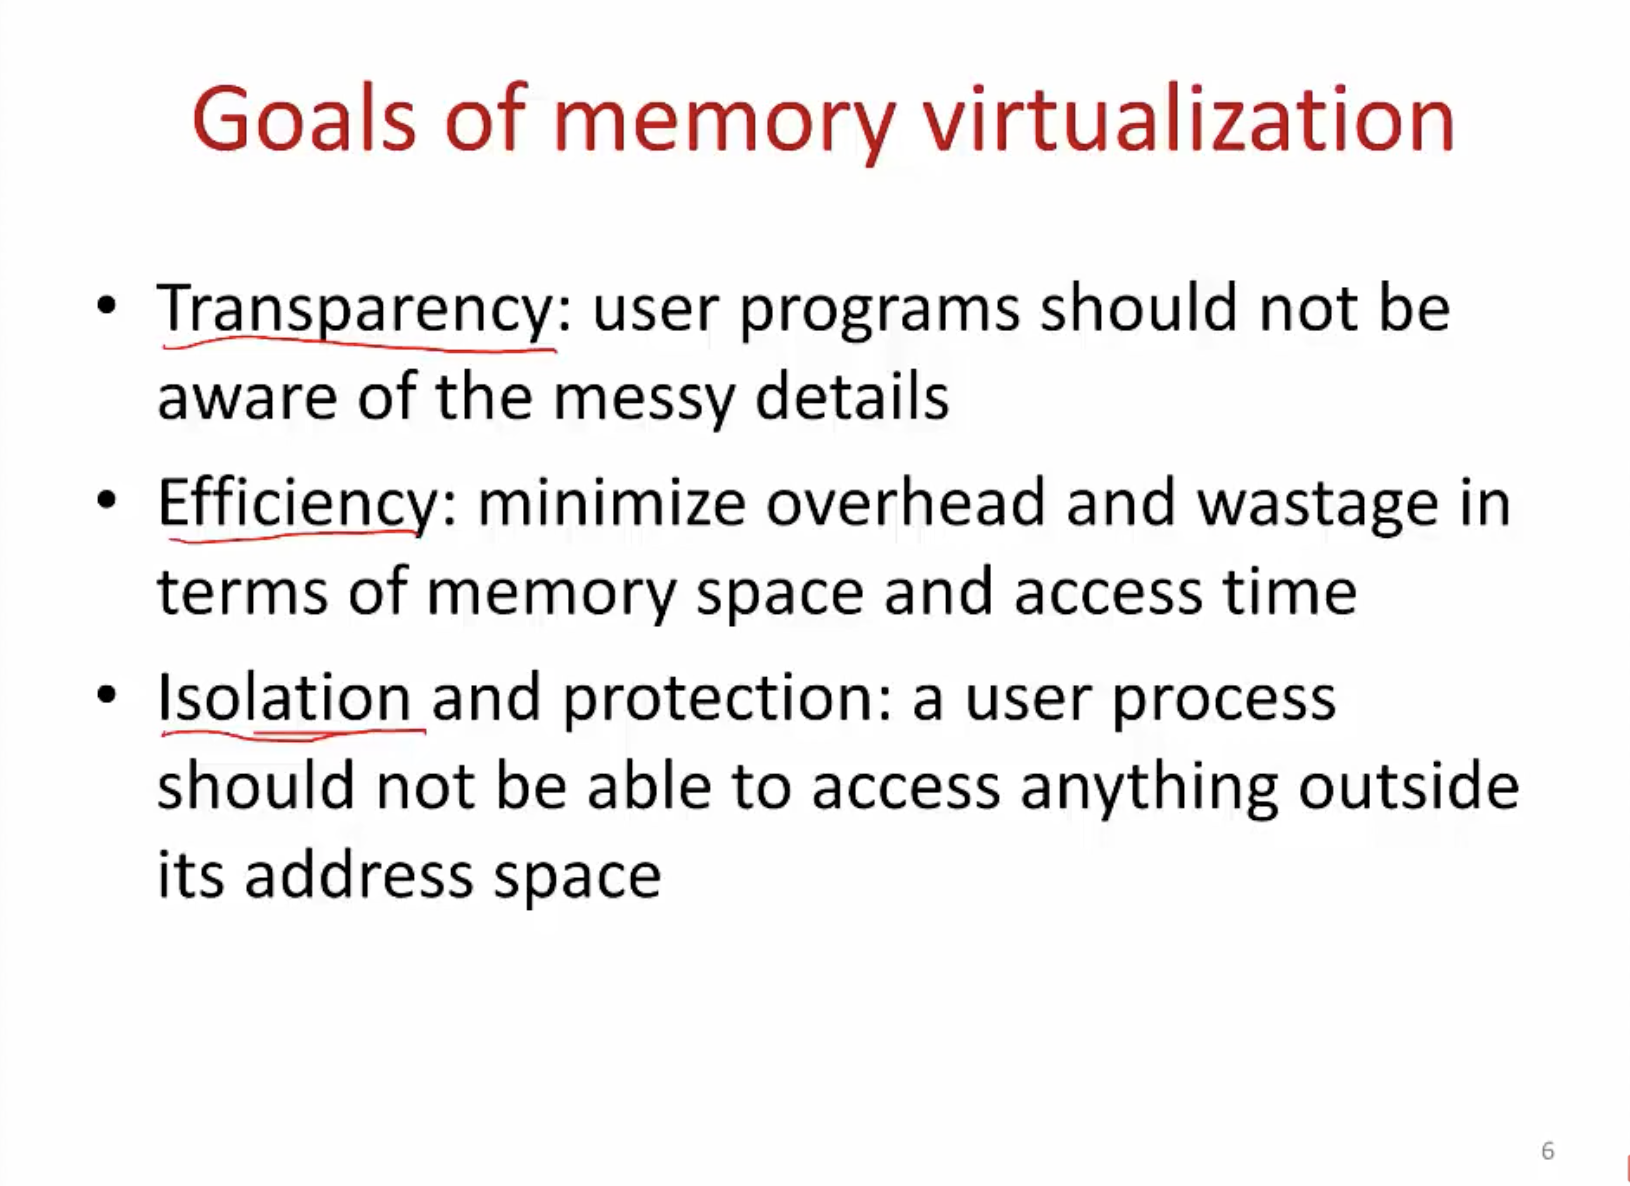 Goals of memory virtualization
• Transparency: user programs should not be
aware of the messy details
• Efficiency: minimize overhead and wastage in
terms of memory space and access time
• Isolation and protection: a user process
should not be able to access anything outside
its address space
6